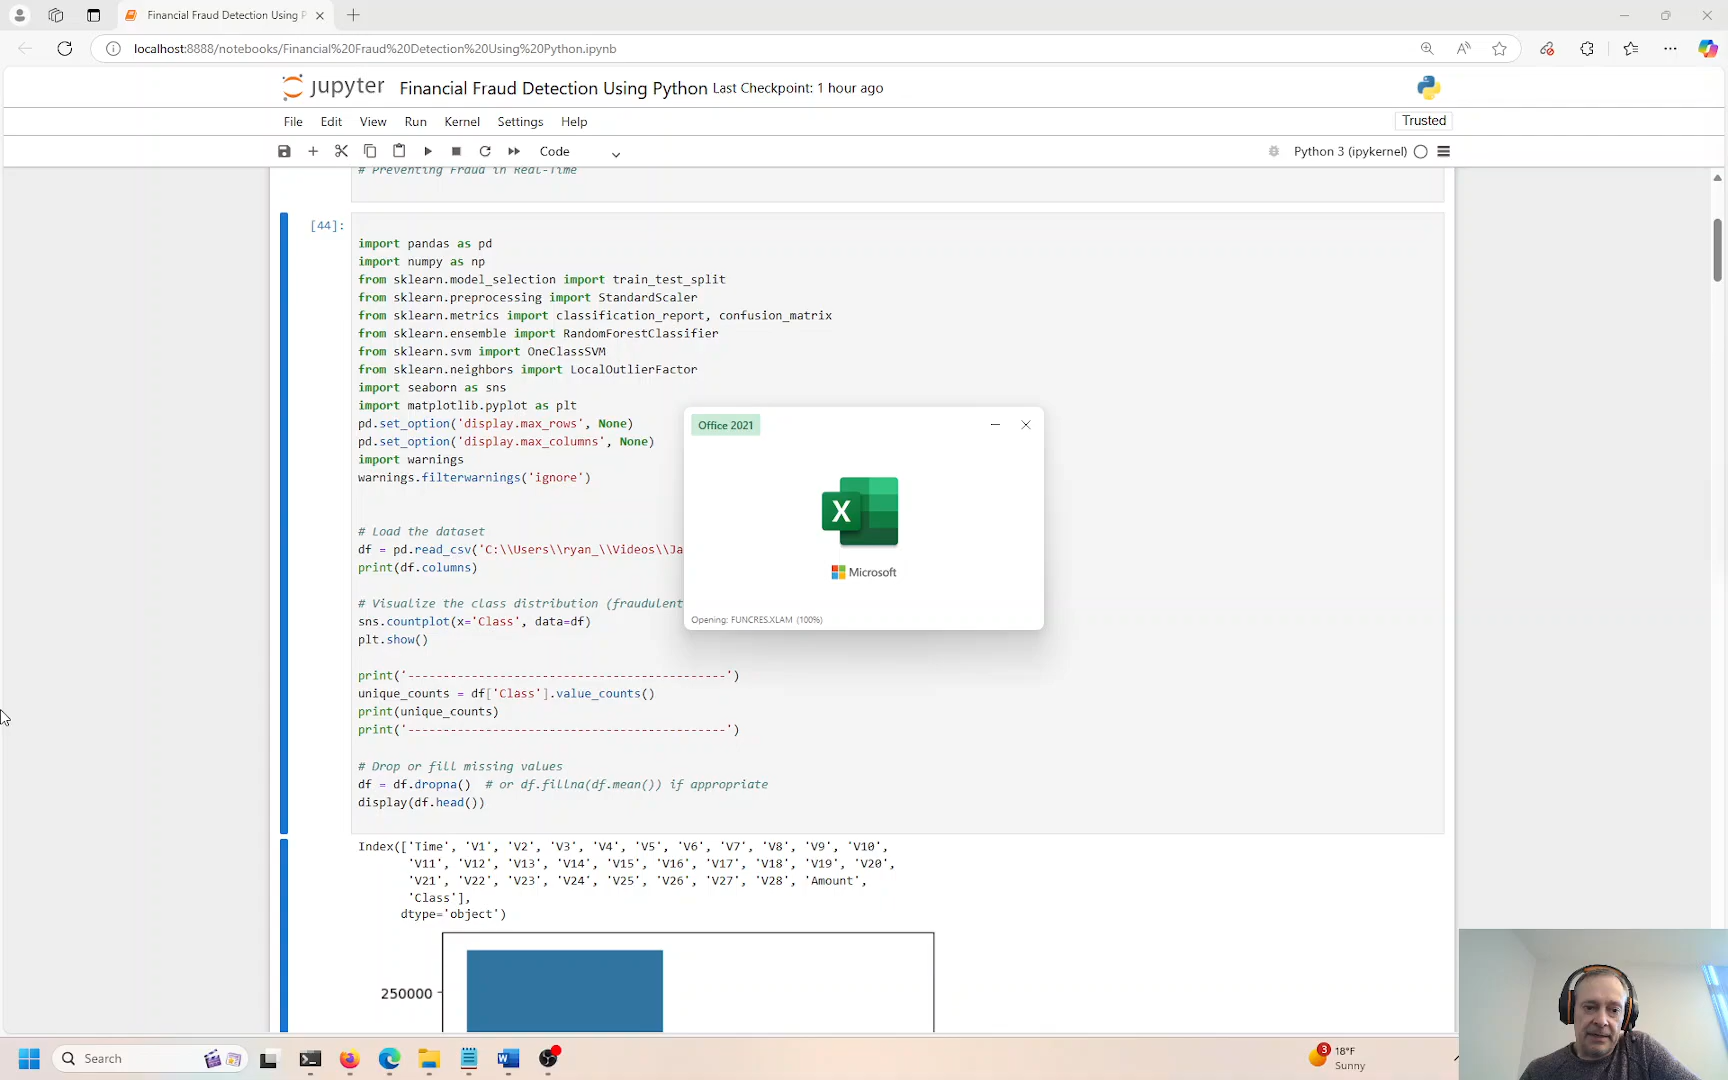 Financial Fraud Detection Using P
localhost:8888/notebooks/Financial%20Fraud%20Detection%20Using%20Python.ipynb
jupyter Financial Fraud Detection Using Python Last Checkpoint: 1 hour ago
File Edit View Run Kernel Settings Help
Trusted
Code
Python 3 (ipykernel)
# Preventing Fraud in Real-Time
[44]:
import pandas as pd
import numpy as np
from sklearn.model_selection import train_test_split
from sklearn.preprocessing import StandardScaler
from sklearn.metrics import classification_report, confusion_matrix
from sklearn.ensemble import RandomForestClassifier
from sklearn.svm import OneClassSVM
from sklearn.neighbors import LocalOutlierFactor
import seaborn as sns
import matplotlib.pyplot as plt
pd.set_option('display.max_rows', None)
pd.set_option('display.max_columns', None)
import warnings
warnings.filterwarnings('ignore')
# Load the dataset
df = pd.read_csv('C:\\Users\\ryan_\\Videos\\Ja
print(df.columns)
# Visualize the class distribution (fraudulent
sns.countplot(x='Class', data=df)
plt.show()
print('---------------------------------------------')
unique_counts = df['Class'].value_counts()
print(unique_counts)
print('---------------------------------------------')
# Drop or fill missing values
df = df.dropna()  # or df.fillna(df.mean()) if appropriate
display(df.head())
Office 2021
X
Microsoft
Opening: FUNCRES.XLAM (100%)
Index(['Time', 'V1', 'V2', 'V3', 'V4', 'V5', 'V6', 'V7', 'V8', 'V9', 'V10',
'V11', 'V12', 'V13', 'V14', 'V15', 'V16', 'V17', 'V18', 'V19', 'V20',
'V21', 'V22', 'V23', 'V24', 'V25', 'V26', 'V27', 'V28', 'Amount',
'Class'],
dtype='object')
250000
Search
W
3
18°F
Sunny